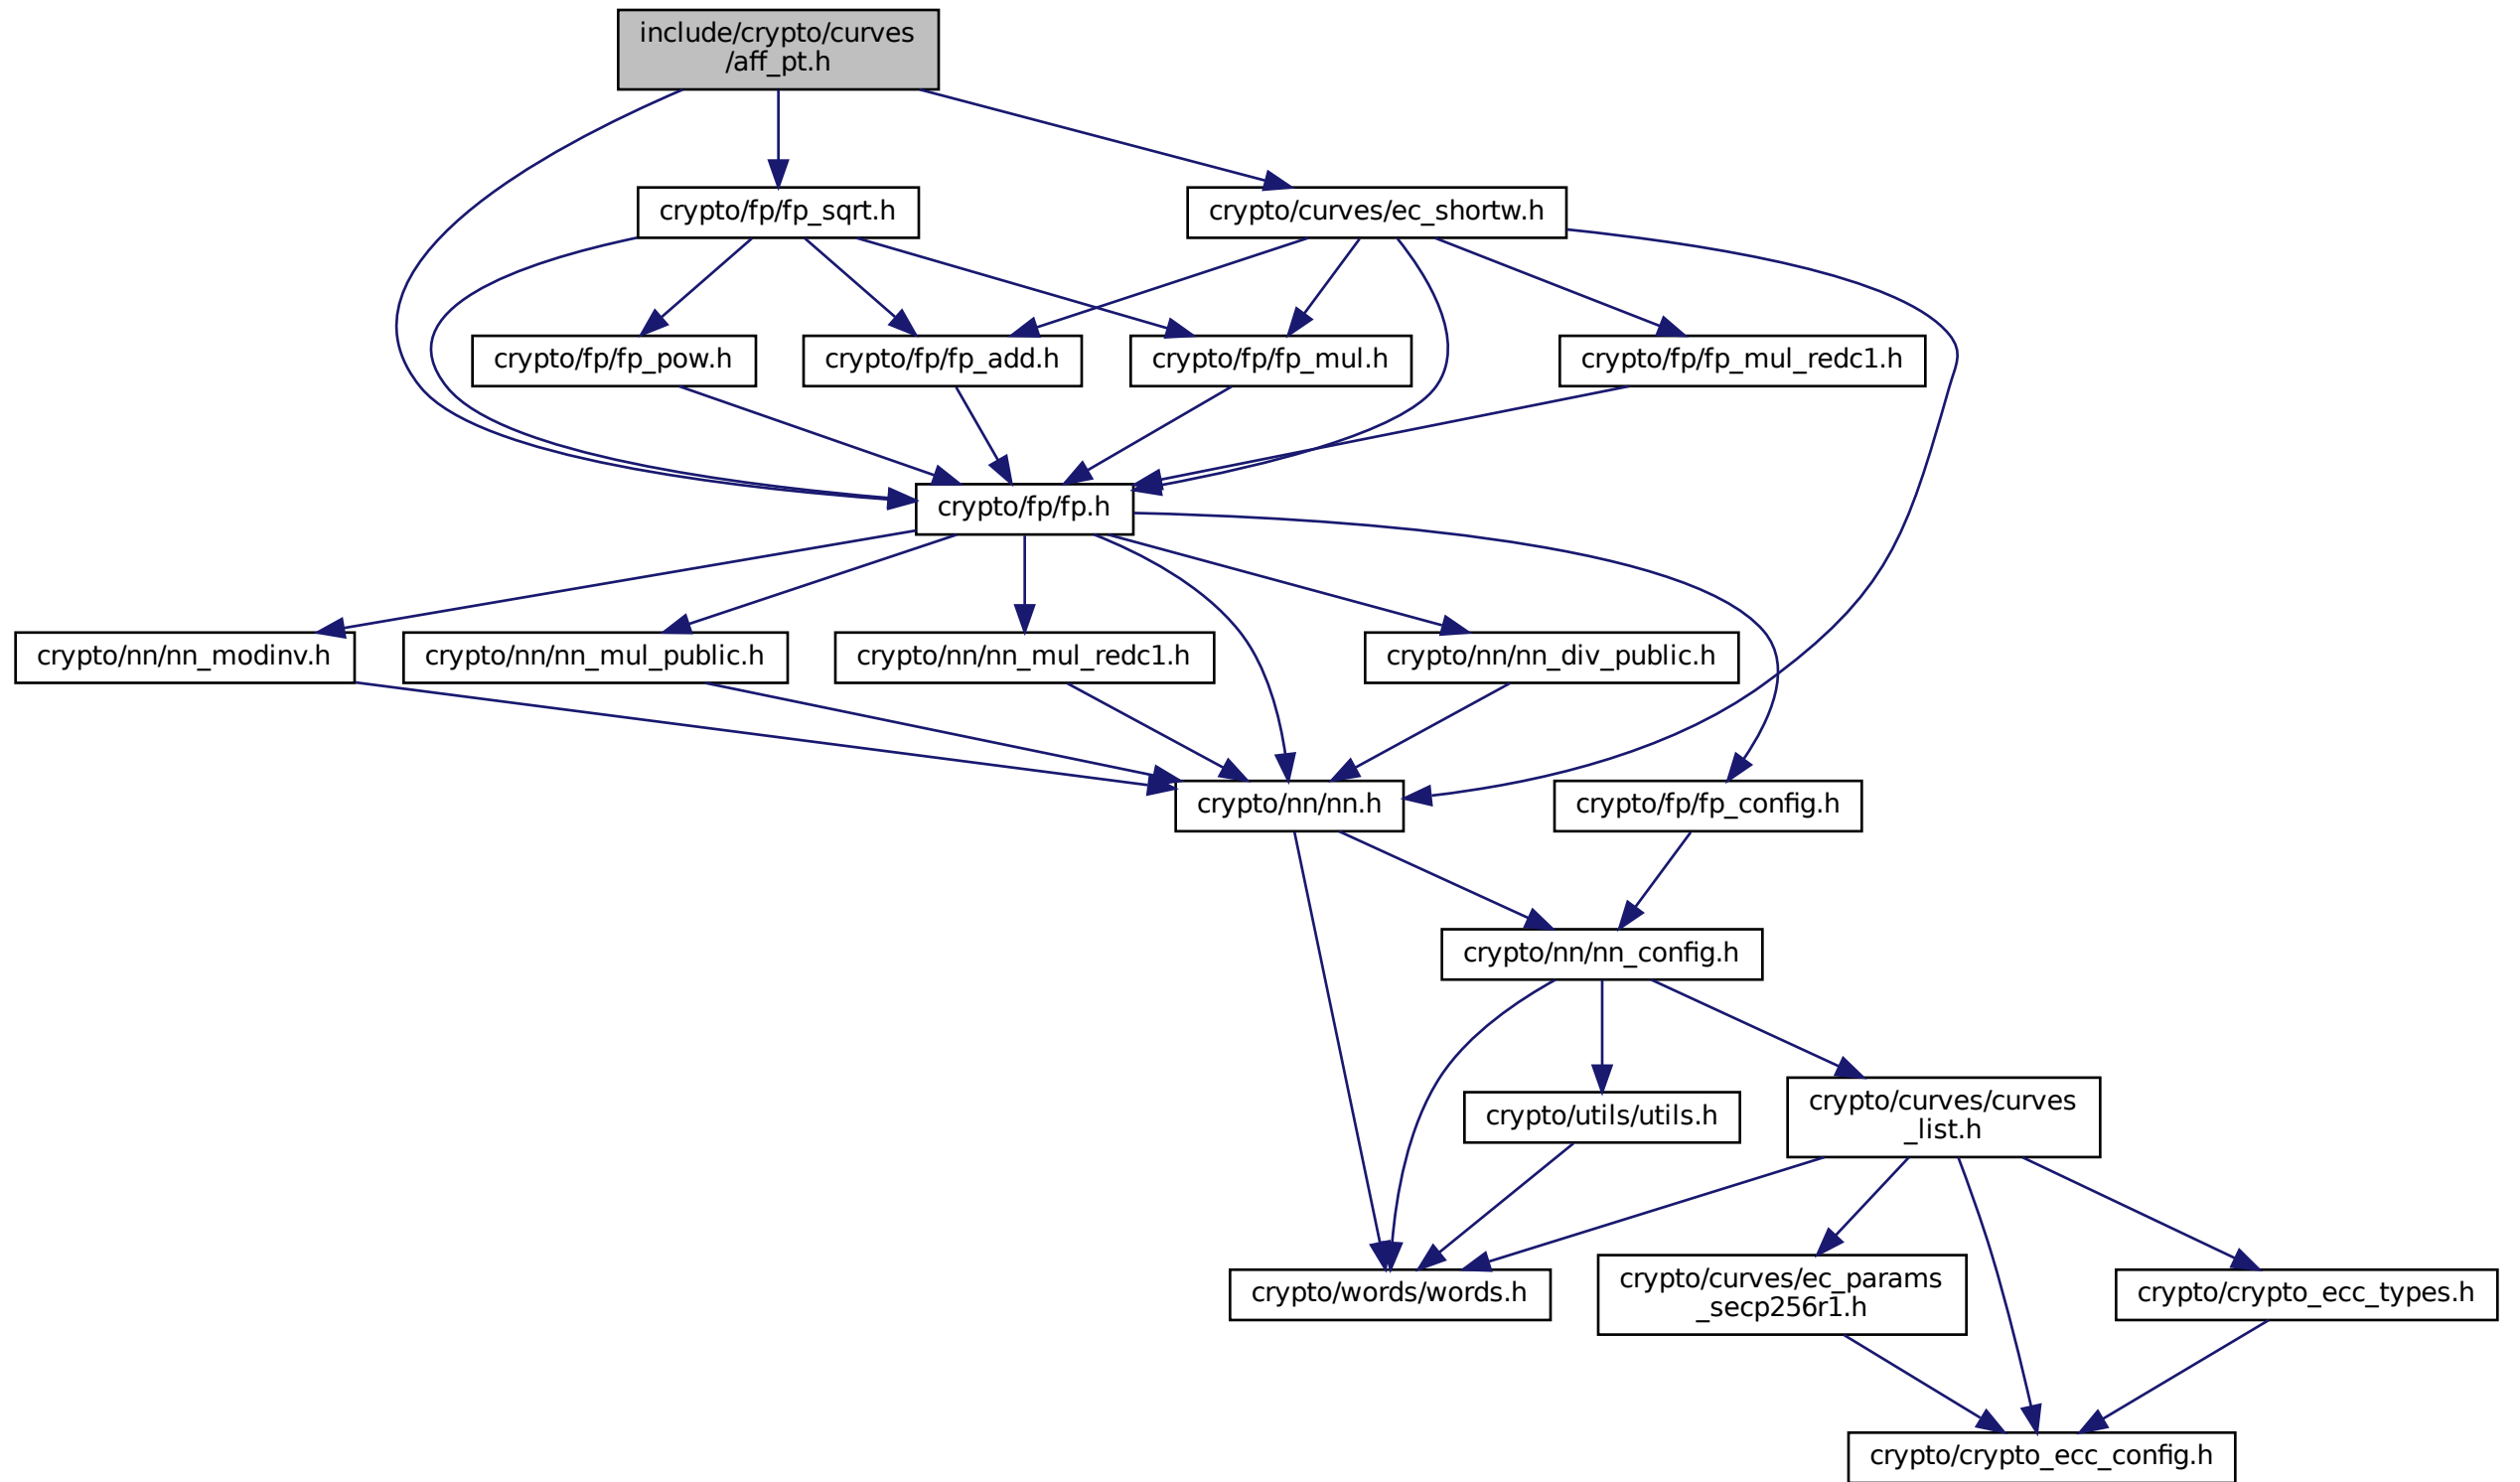 include/crypto/curves
/aff_pt.h
crypto/fp/fp_sqrt.h
crypto/curves/ec_shortw.h
crypto/fp/fp_pow.h
crypto/fp/fp_add.h
crypto/fp/fp_mul.h
crypto/fp/fp_mul_redc1.h
crypto/fp/fp.h
crypto/nn/nn_modinv.h
crypto/nn/nn_mul_public.h
crypto/nn/nn_mul_redc1.h
crypto/nn/nn_div_public.h
crypto/nn/nn.h
crypto/fp/fp_config.h
crypto/nn/nn_config.h
crypto/utils/utils.h
crypto/curves/curves
_list.h
crypto/words/words.h
crypto/curves/ec_params
_secp256r1.h
crypto/crypto_ecc_types.h
crypto/crypto_ecc_config.h